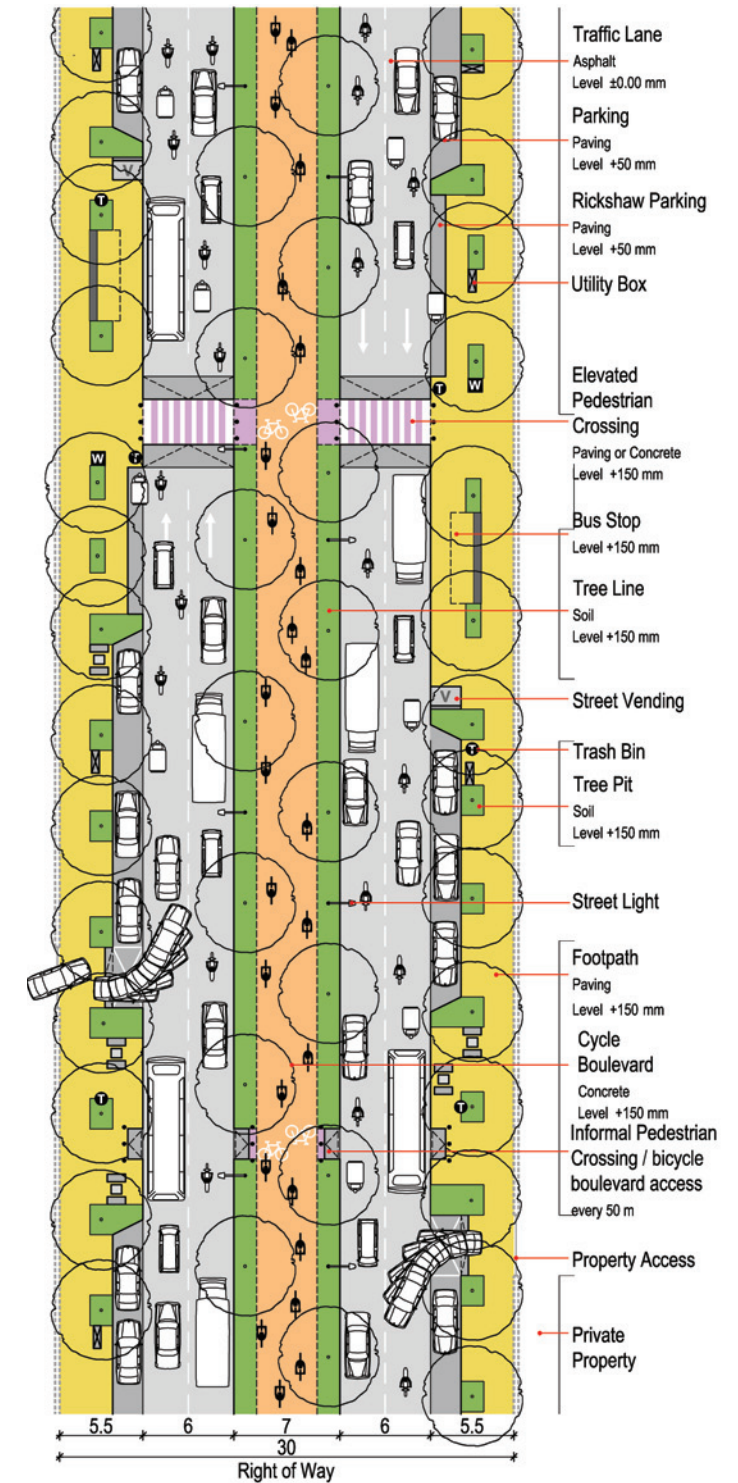 Traffic Lane
Asphalt
Level ±0.00 mm
Parking
Paving
Level +50 mm
Rickshaw Parking
Paving
Level +50 mm
Utility Box
Elevated
Pedestrian
Crossing
Paving or Concrete
Level +150 mm
Bus Stop
Level +150 mm
Tree Line
Soil
Level +150 mm
Street Vending
Trash Bin
Tree Pit
Soil
Level +150 mm
Street Light
Footpath
Paving
Level +150 mm
Cycle
Boulevard
Concrete
Level +150 mm
Informal Pedestrian
Crossing / bicycle
boulevard access
every 50 m
Property Access
Private
Property
V
T
T
W
W
T
V
T
T
T
5.5 6 7 6 5.5
30
Right of Way